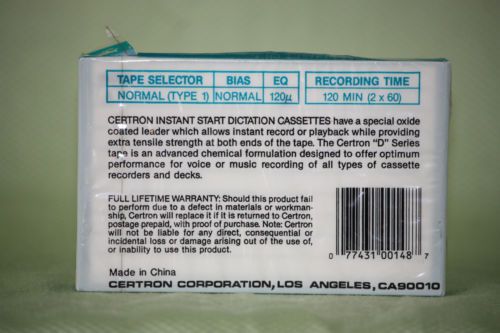 TAPE SELECTOR BIAS EQ RECORDING TIME
NORMAL (TYPE 1) NORMAL 120μ 120 MIN (2 x 60)
CERTRON INSTANT START DICTATION CASSETTES have a special oxide
coated leader which allows instant record or playback while providing
extra tensile strength at both ends of the tape. The Certron "D" Series
tape is an advanced chemical formulation designed to offer optimum
performance for voice or music recording of all types of cassette
recorders and decks.
FULL LIFETIME WARRANTY: Should this product fail
to perform due to a defect in materials or workman-
ship, Certron will replace it if it is returned to Certron,
postage prepaid, with proof of purchase. Note: Certron
will not be liable for any direct, consequential or
incidental loss or damage arising out of the use of,
or inability to use this product.
0 77431 00148 7
Made in China
CERTRON CORPORATION, LOS ANGELES, CA90010